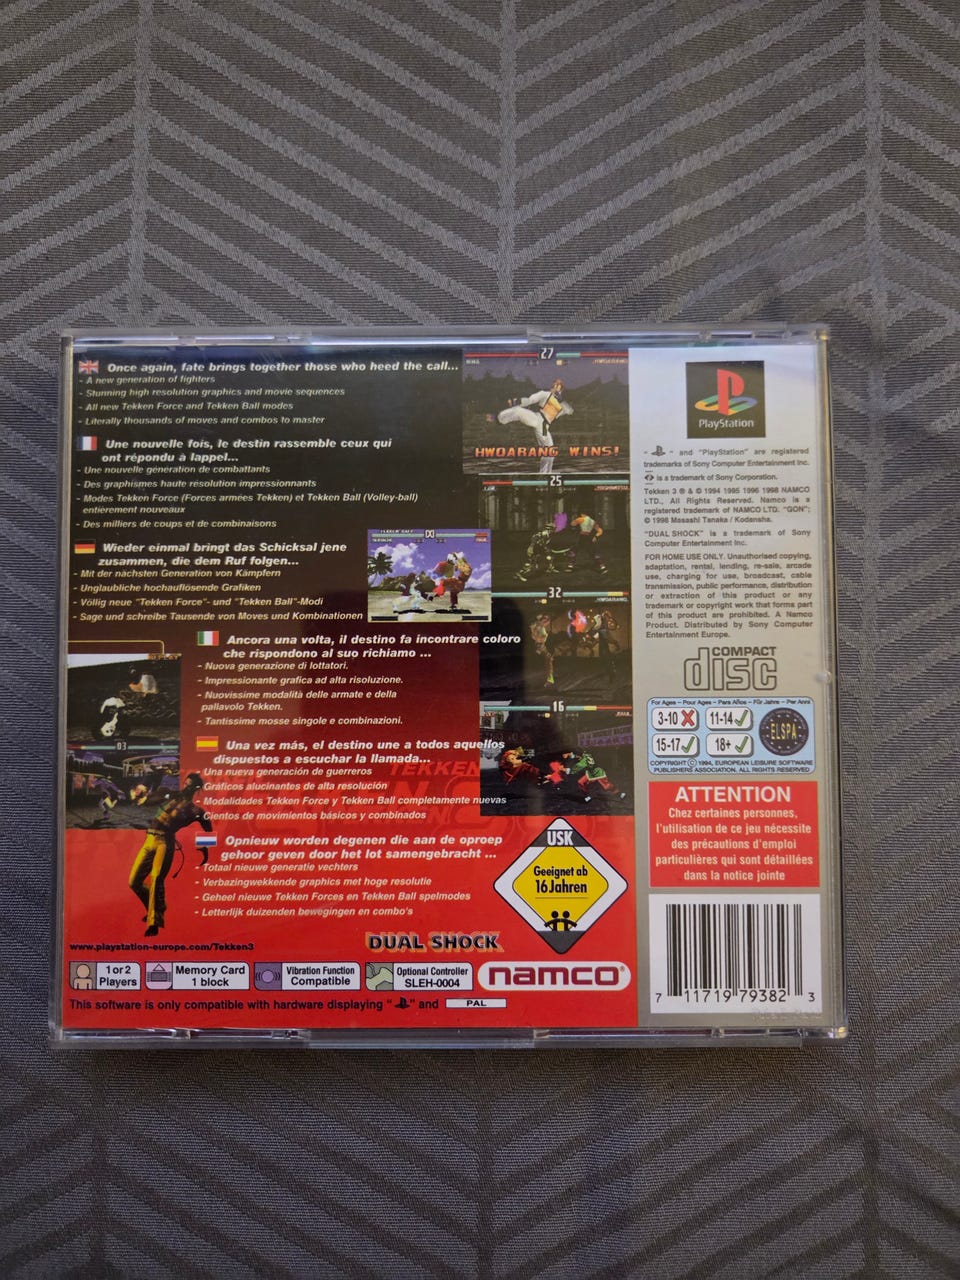 Once again, fate brings together those who heed the call...
- A new generation of fighters
- Stunning high resolution graphics and movie sequences
- All new Tekken Force and Tekken Ball modes
- Literally thousands of moves and combos to master
Une nouvelle fois, le destin rassemble ceux qui
ont répondu à lappel...
- Une nouvelle génération de combattants
- Des graphismes haute résolution impressionnants
- Modes Tekken Force (Forces armées Tekken) et Tekken Ball (Volley-ball)
entièrement nouveaux
- Des milliers de coups et de combinaisons
Wieder einmal bringt das Schicksal jene
zusammen, die dem Ruf folgen...
- Mit der nächsten Generation von Kämpfern
- Unglaubliche hochauflösende Grafiken
- Völlig neue "Tekken Force"- und "Tekken Ball"-Modi
- Sage und schreibe Tausende von Moves und Kombinationen
Ancora una volta, il destino fa incontrare coloro
che rispondono al suo richiamo ...
- Nuova generazione di lottatori.
- Impressionante grafica ad alta risoluzione.
- Nuovissime modalità delle armate e della
pallavolo Tekken.
- Tantissime mosse singole e combinazioni.
Una vez más, el destino une a todos aquellos
dispuestos a escuchar la llamada...
- Una nueva generación de guerreros
- Gráficos alucinantes de alta resolución
- Modalidades Tekken Force y Tekken Ball completamente nuevas
- Cientos de movimientos básicos y combinados
Opnieuw worden degenen die aan de oproep
gehoor geven door het lot samengebracht ...
- Totaal nieuwe generatie vechters
- Verbazingwekkende graphics met hoge resolutie
- Geheel nieuwe Tekken Forces en Tekken Ball spelmodes
- Letterlijk duizenden bewegingen en combo's
27
HWOARANG WINS!
25
32
16
03
TEKKEN
www.playstation-europe.com/Tekken3
DUAL SHOCK
USK
Geeignet ab
16 Jahren
1 or 2
Players
Memory Card
1 block
Vibration Function
Compatible
Optional Controller
SLEH-0004
namco®
This software is only compatible with hardware displaying " " and PAL
PlayStation
" " and "PlayStation" are registered
trademarks of Sony Computer Entertainment Inc.
is a trademark of Sony Corporation.
Tekken 3 ® & © 1994 1995 1996 1998 NAMCO
LTD., All Rights Reserved. Namco is a
registered trademark of NAMCO LTD. "GON";
© 1998 Masashi Tanaka / Kodansha.
"DUAL SHOCK" is a trademark of Sony
Computer Entertainment Inc.
FOR HOME USE ONLY. Unauthorised copying,
adaptation, rental, lending, re-sale, arcade
use, charging for use, broadcast, cable
transmission, public performance, distribution
or extraction of this product or any
trademark or copyright work that forms part
of this product are prohibited. A Namco
Product. Distributed by Sony Computer
Entertainment Europe.
COMPACT
disc
For Ages - Pour Ages - Para Años - Für Jahre - Per Anni
3-10 11-14
15-17 18+
ELSPA
COPYRIGHT © 1994, EUROPEAN LEISURE SOFTWARE
PUBLISHERS ASSOCIATION. ALL RIGHTS RESERVED
ATTENTION
Chez certaines personnes,
l'utilisation de ce jeu nécessite
des précautions d'emploi
particulières qui sont détaillées
dans la notice jointe
7 11719 79382 3